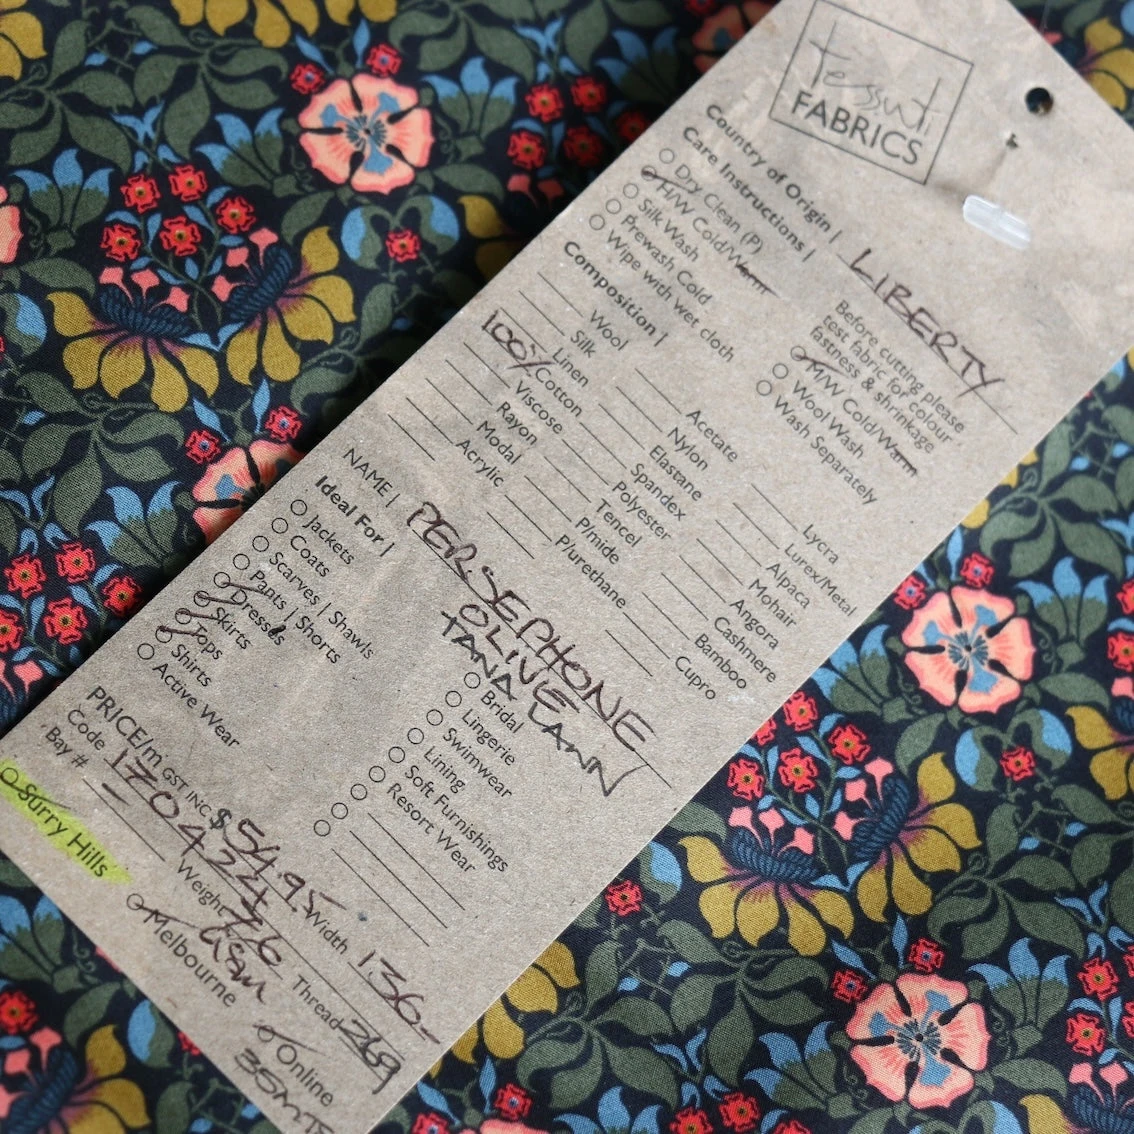 Tessuti
FABRICS
Country of Origin | LIBERTY
Care Instructions |
Dry Clean (P)
H/W Cold/Warm
Silk Wash
Prewash Cold
Wipe with wet cloth
Before cutting please
test fabric for colour
fastness & shrinkage
M/W Cold/Warm
Wool Wash
Wash Separately
Composition |
Wool
Silk
Linen
100% Cotton
Viscose
Rayon
Modal
Acrylic
Acetate
Nylon
Elastane
Spandex
Polyester
Tencel
P/mide
P/urethane
Lycra
Lurex/Metal
Alpaca
Mohair
Angora
Cashmere
Bamboo
Cupro
NAME | PERSEPHONE
OLIVE
TANA LAWN
Ideal For |
Jackets
Coats
Scarves | Shawls
Pants | Shorts
Dresses
Skirts
Tops
Shirts
Active Wear
Bridal
Lingerie
Swimwear
Lining
Soft Furnishings
Resort Wear
PRICE/m GST INC $54.95
Code 1704224 Width 136
Bay # Weight 76 GSM Thread 269
Surry Hills
Melbourne
Online